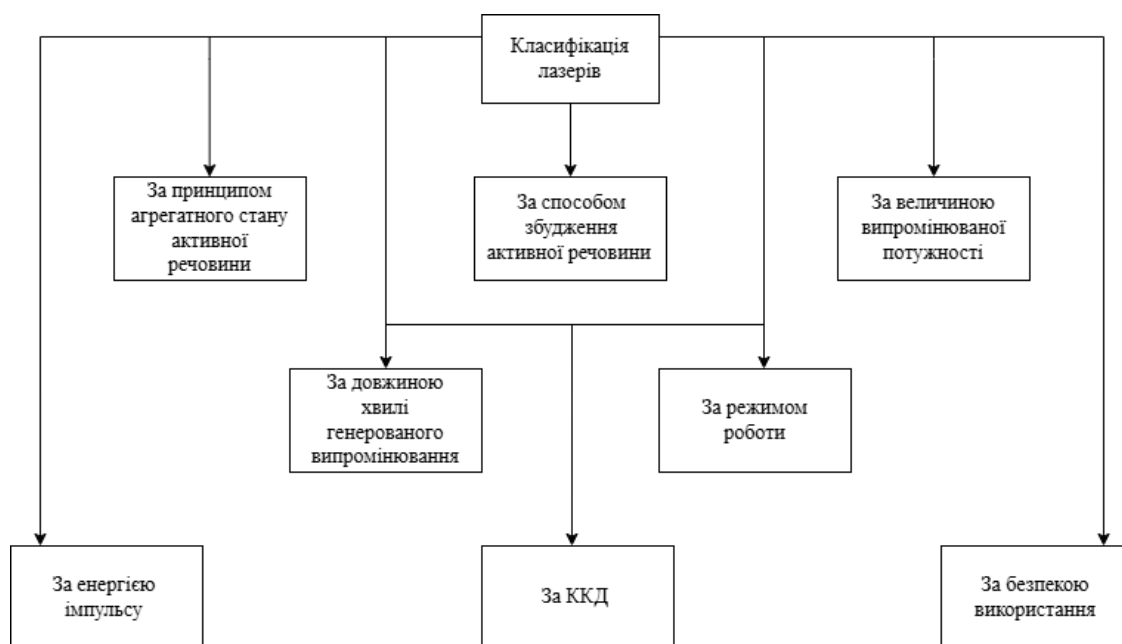 Класифікація
лазерів
За принципом
агрегатного стану
активної
речовини
За способом
збудження
активної речовини
За величиною
випромінюваної
потужності
За довжиною
хвилі
генерованого
випромінювання
За режимом
роботи
За енергією
імпульсу
За ККД
За безпекою
використання